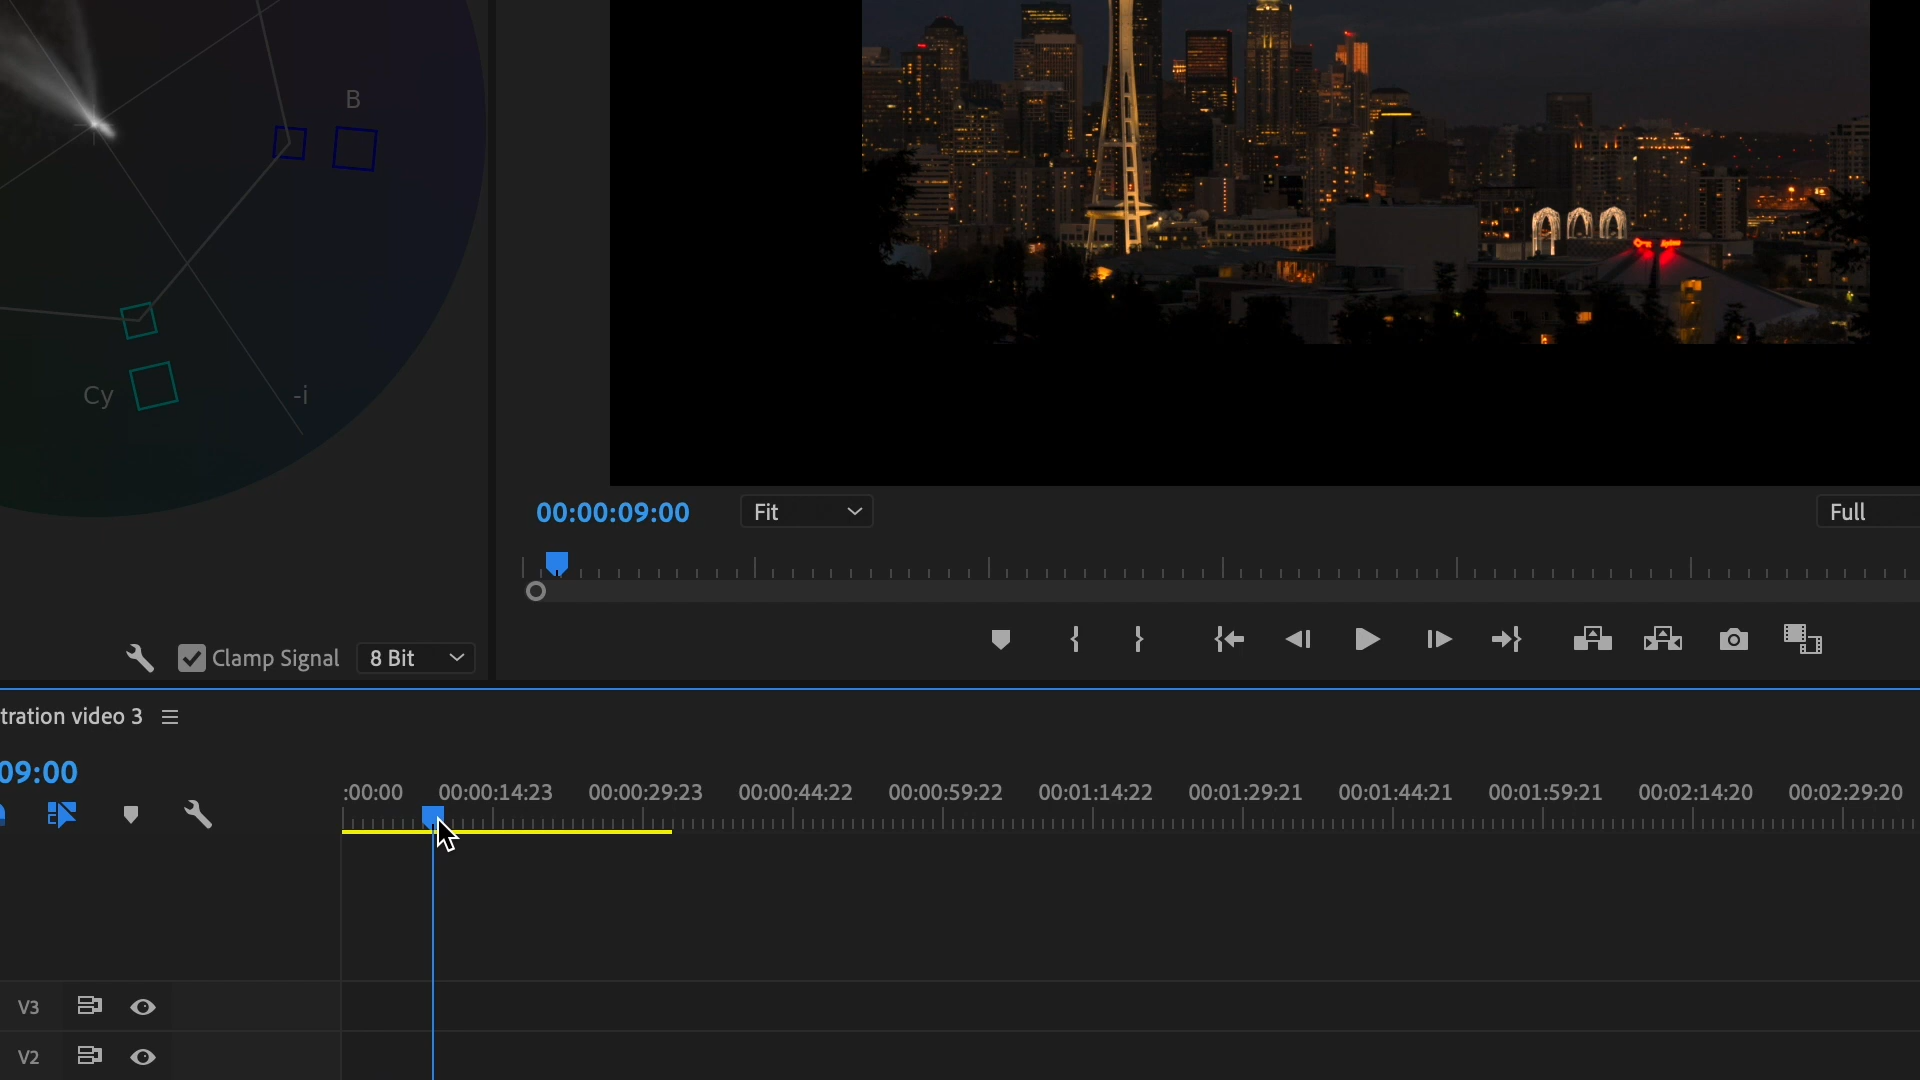 B
Cy
-i
00:00:09:00
Fit
Full
Clamp Signal
8 Bit
tration video 3
09:00
:00:00
00:00:14:23
00:00:29:23
00:00:44:22
00:00:59:22
00:01:14:22
00:01:29:21
00:01:44:21
00:01:59:21
00:02:14:20
00:02:29:20
V3
V2